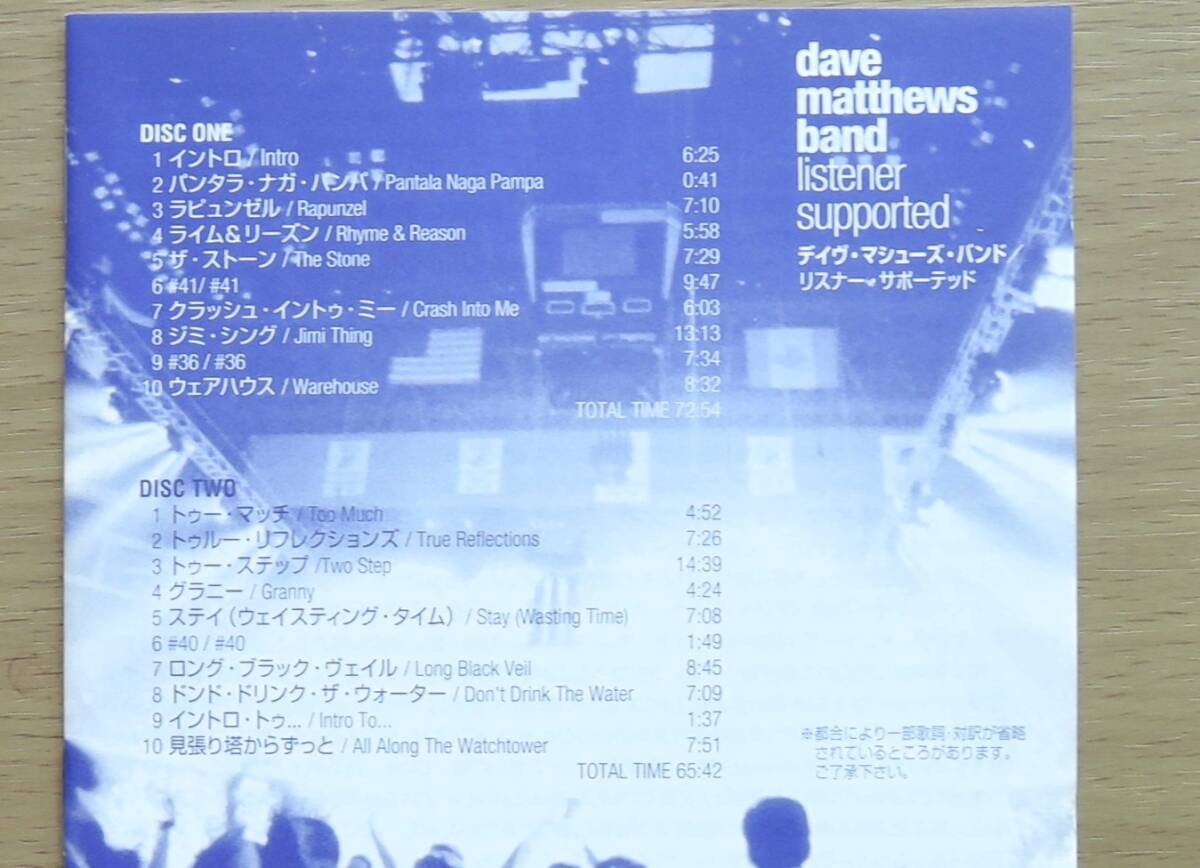 dave
matthews
band
listener
supported
デイヴ・マシューズ・バンド/
リスナー・サポーテッド
DISC ONE
1 イントロ / Intro 6:25
2 パンタラ・ナガ・パンパ / Pantala Naga Pampa 0:41
3 ラピュンゼル / Rapunzel 7:10
4 ライム&リーズン / Rhyme & Reason 5:58
5 ザ・ストーン / The Stone 7:29
6 #41/ #41 9:47
7 クラッシュ・イントゥ・ミー / Crash Into Me 6:03
8 ジミ・シング / Jimi Thing 13:13
9 #36 / #36 7:34
10 ウェアハウス / Warehouse 8:32
TOTAL TIME 72:54
DISC TWO
1 トゥー・マッチ / Too Much 4:52
2 トゥルー・リフレクションズ / True Reflections 7:26
3 トゥー・ステップ /Two Step 14:39
4 グラニー / Granny 4:24
5 ステイ(ウェイスティング・タイム) / Stay (Wasting Time) 7:08
6 #40 / #40 1:49
7 ロング・ブラック・ヴェイル / Long Black Veil 8:45
8 ドンド・ドリンク・ザ・ウォーター / Don't Drink The Water 7:09
9 イントロ・トゥ... / Intro To... 1:37
10 見張り塔からずっと / All Along The Watchtower 7:51
TOTAL TIME 65:42
※都合により一部歌詞・対訳が省略
されているところがあります。
ご了承下さい。